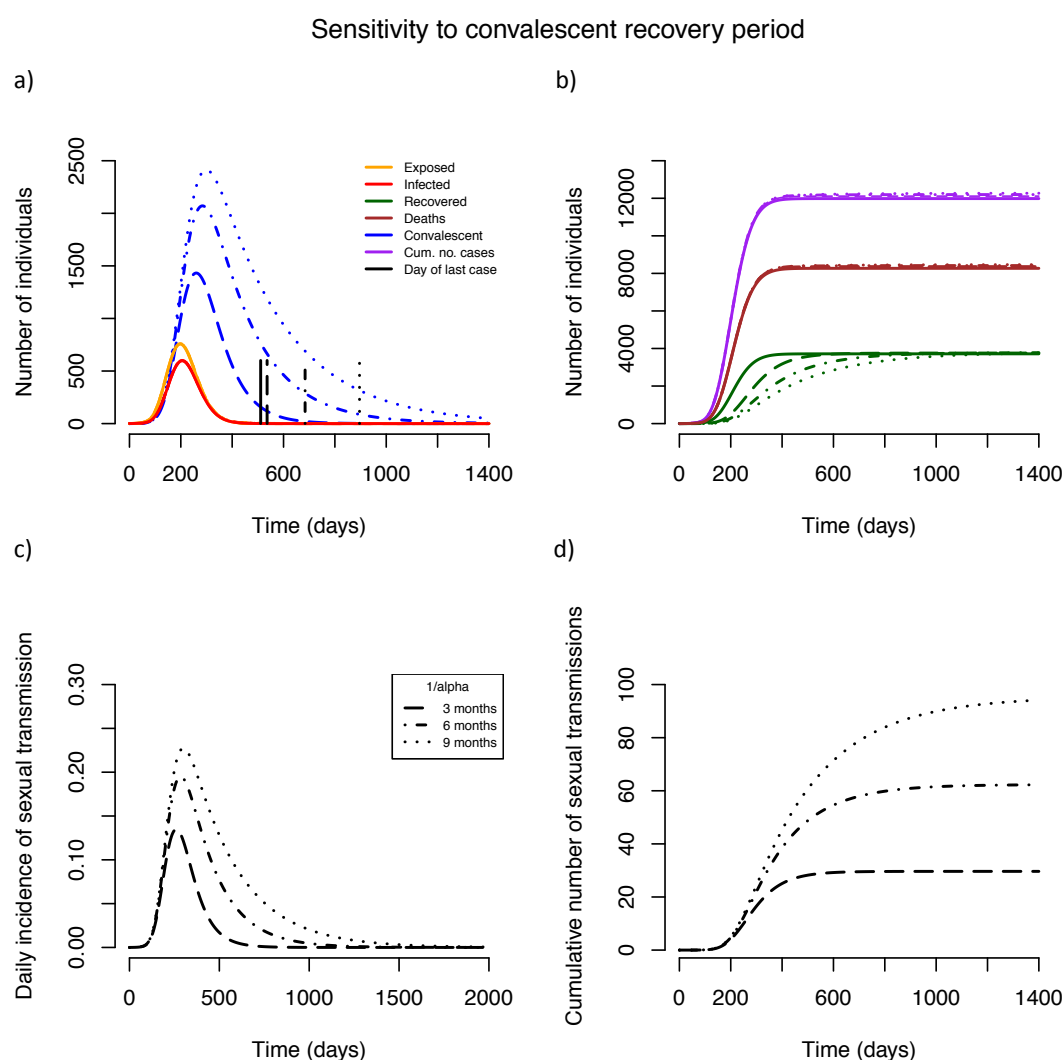 Sensitivity to convalescent recovery period
a)
Number of individuals
0 500 1500 2500
Exposed
Infected
Recovered
Deaths
Convalescent
Cum. no. cases
Day of last case
0 200 600 1000 1400
Time (days)
b)
Number of individuals
0 4000 8000 12000
0 200 600 1000 1400
Time (days)
c)
Daily incidence of sexual transmission
0.00 0.10 0.20 0.30
1/alpha
3 months
6 months
9 months
0 500 1000 1500 2000
Time (days)
d)
Cumulative number of sexual transmissions
0 20 40 60 80 100
0 200 600 1000 1400
Time (days)